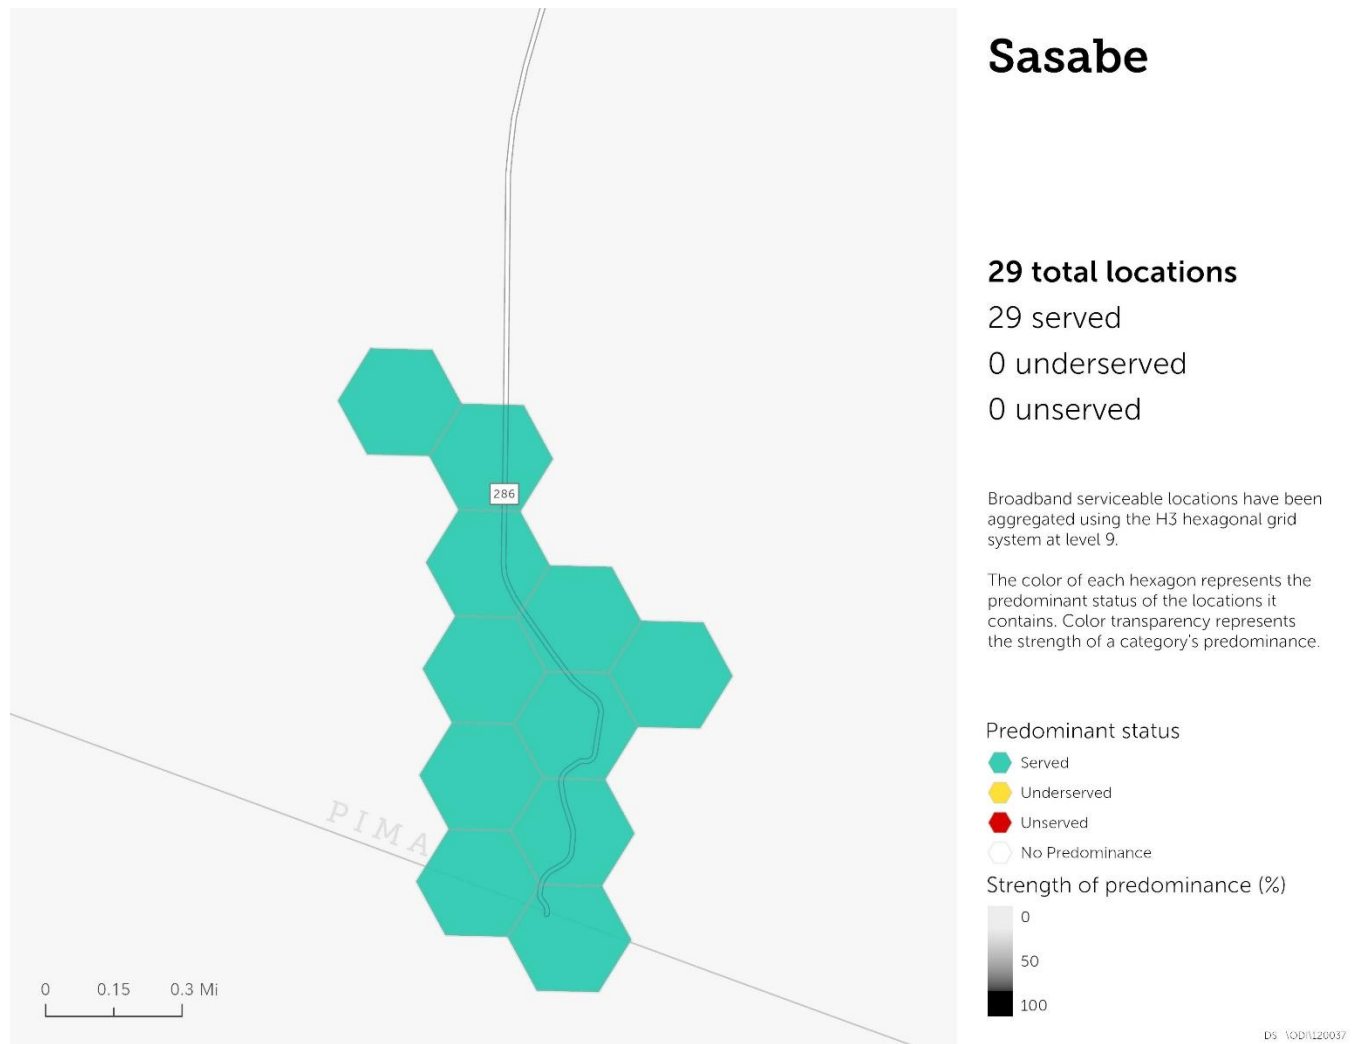 Sasabe
29 total locations
29 served
0 underserved
0 unserved
Broadband serviceable locations have been
aggregated using the H3 hexagonal grid
system at level 9.
The color of each hexagon represents the
predominant status of the locations it
contains. Color transparency represents
the strength of a category's predominance.
Predominant status
Served
Underserved
Unserved
No Predominance
Strength of predominance (%)
0
50
100
286
PIMA
0 0.15 0.3 Mi